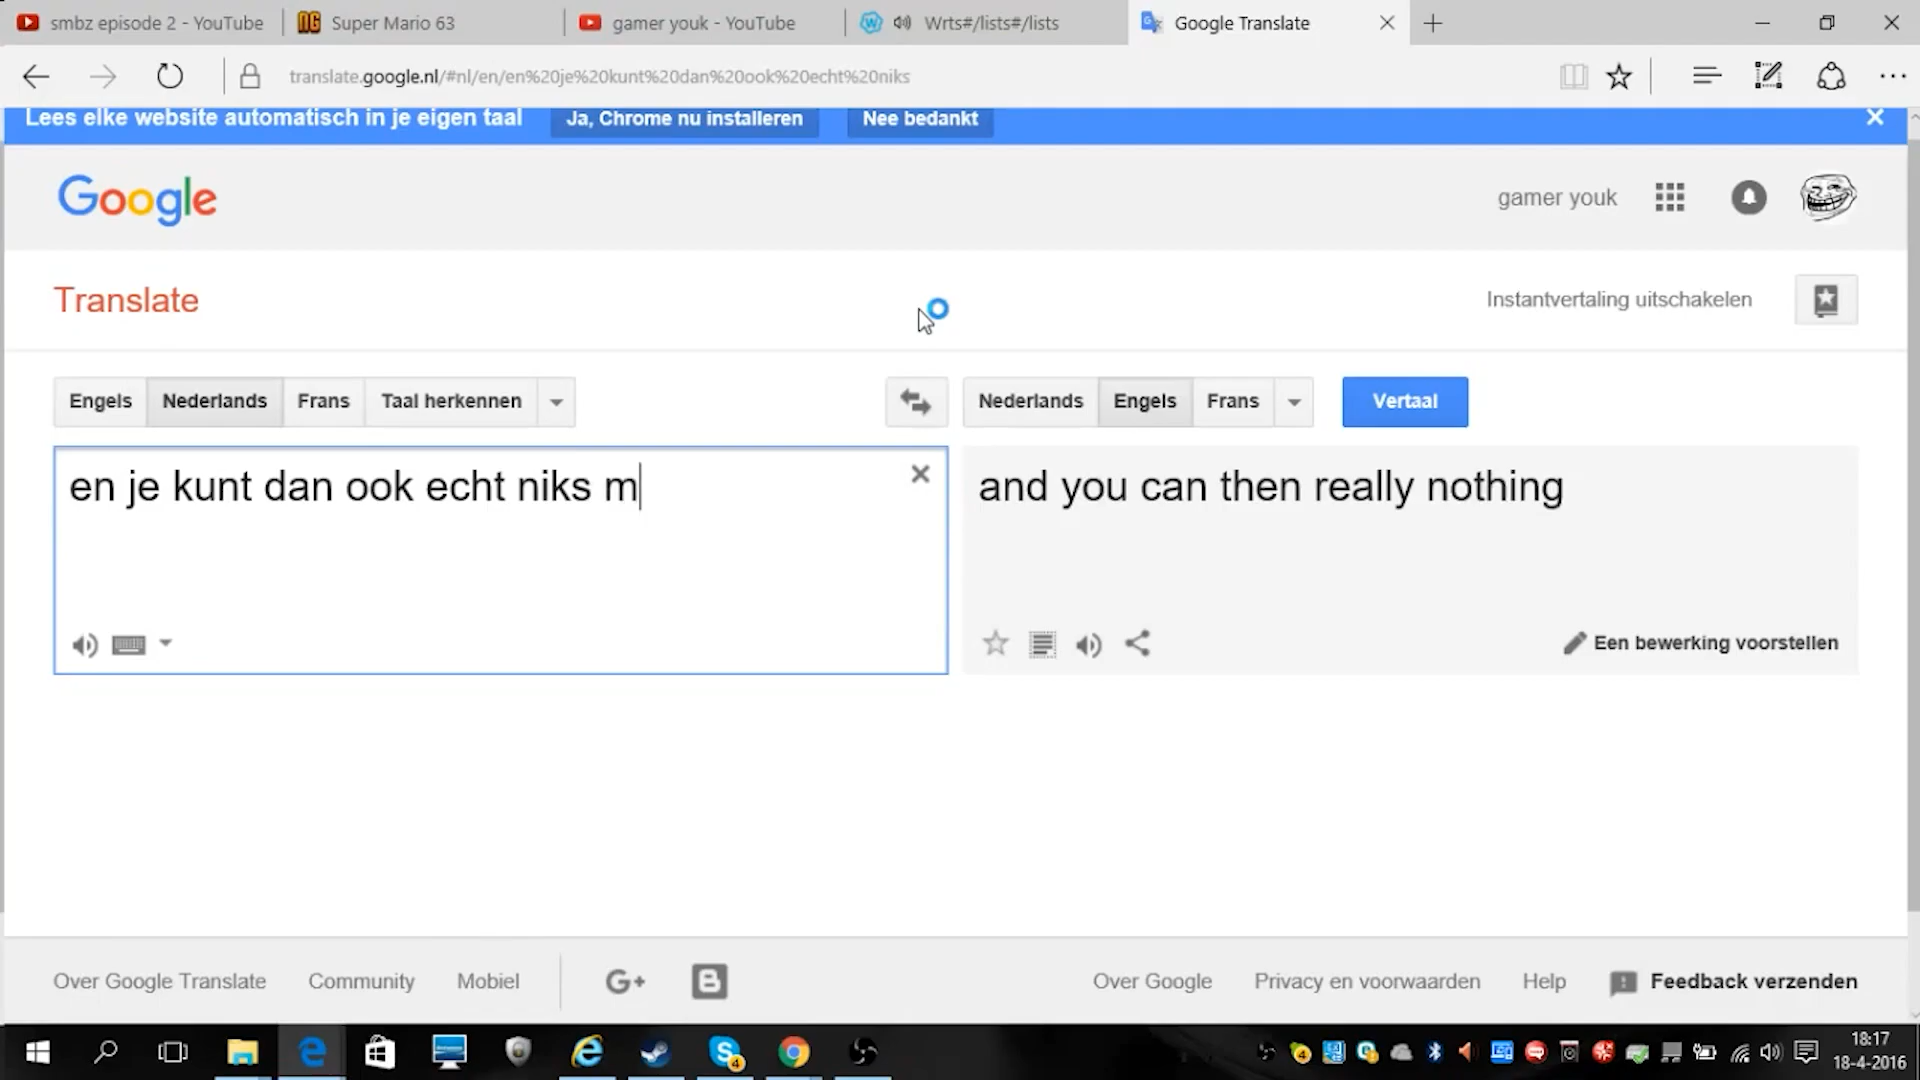 smbz episode 2 - YouTube
Super Mario 63
gamer youk - YouTube
Wrts#/lists#/lists
Google Translate
translate.google.nl/#nl/en/en%20je%20kunt%20dan%20ook%20echt%20niks
Lees elke website automatisch in je eigen taal
Ja, Chrome nu installeren
Nee bedankt
Google
gamer youk
Translate
Instantvertaling uitschakelen
Engels Nederlands Frans Taal herkennen
Nederlands Engels Frans
Vertaal
en je kunt dan ook echt niks m
and you can then really nothing
Een bewerking voorstellen
Over Google Translate Community Mobiel
G+
Over Google Privacy en voorwaarden Help Feedback verzenden
18:17
18-4-2016